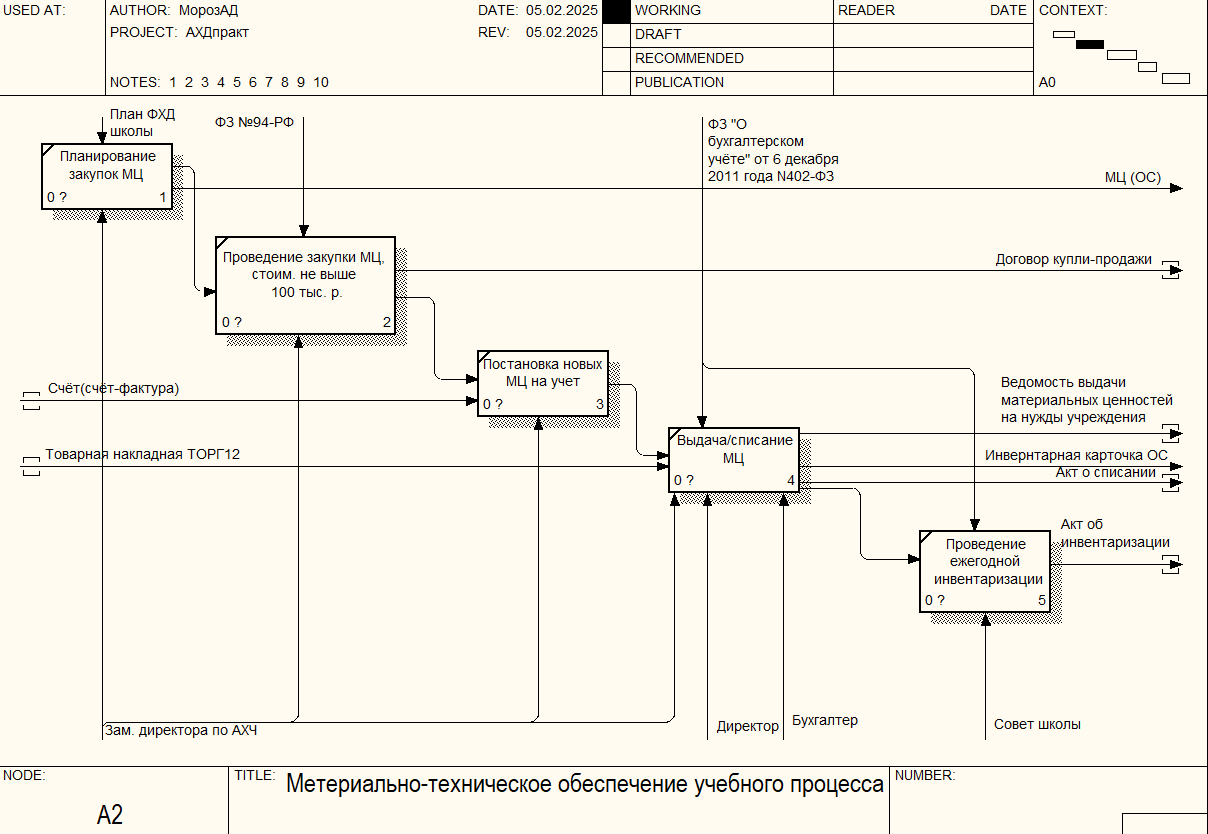 USED AT:
AUTHOR: МорозАД
DATE: 05.02.2025
WORKING
READER
DATE
CONTEXT:
PROJECT: АХДпракт
REV: 05.02.2025
DRAFT
RECOMMENDED
NOTES: 1 2 3 4 5 6 7 8 9 10
PUBLICATION
A0
План ФХД
школы
ФЗ №94-РФ
ФЗ "О
бухгалтерском
учёте" от 6 декабря
2011 года N402-ФЗ
Планирование
закупок МЦ
0 ?
1
МЦ (ОС)
Проведение закупки МЦ,
стоим. не выше
100 тыс. р.
0 ?
2
Договор купли-продажи
Постановка новых
МЦ на учет
0 ?
3
Счёт(счёт-фактура)
Ведомость выдачи
материальных ценностей
на нужды учреждения
Выдача/списание
МЦ
0 ?
4
Товарная накладная ТОРГ12
Инвернтарная карточка ОС
Акт о списании
Акт об
инвентаризации
Проведение
ежегодной
инвентаризации
0 ?
5
Зам. директора по АХЧ
Директор
Бухгалтер
Совет школы
NODE:
A2
TITLE:
Метериально-техническое обеспечение учебного процесса
NUMBER: